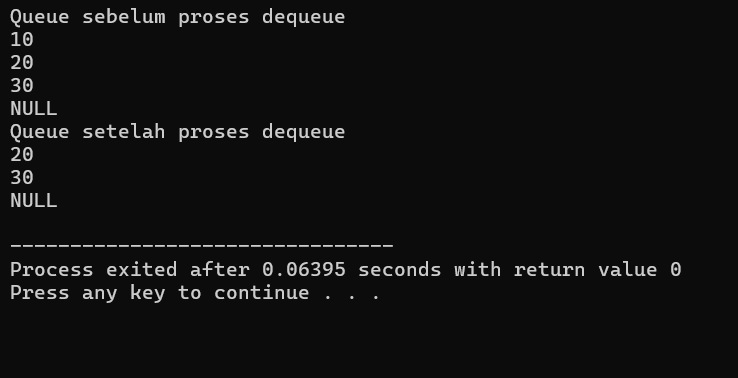 Queue sebelum proses dequeue
10
20
30
NULL
Queue setelah proses dequeue
20
30
NULL
--------------------------------
Process exited after 0.06395 seconds with return value 0
Press any key to continue . . .